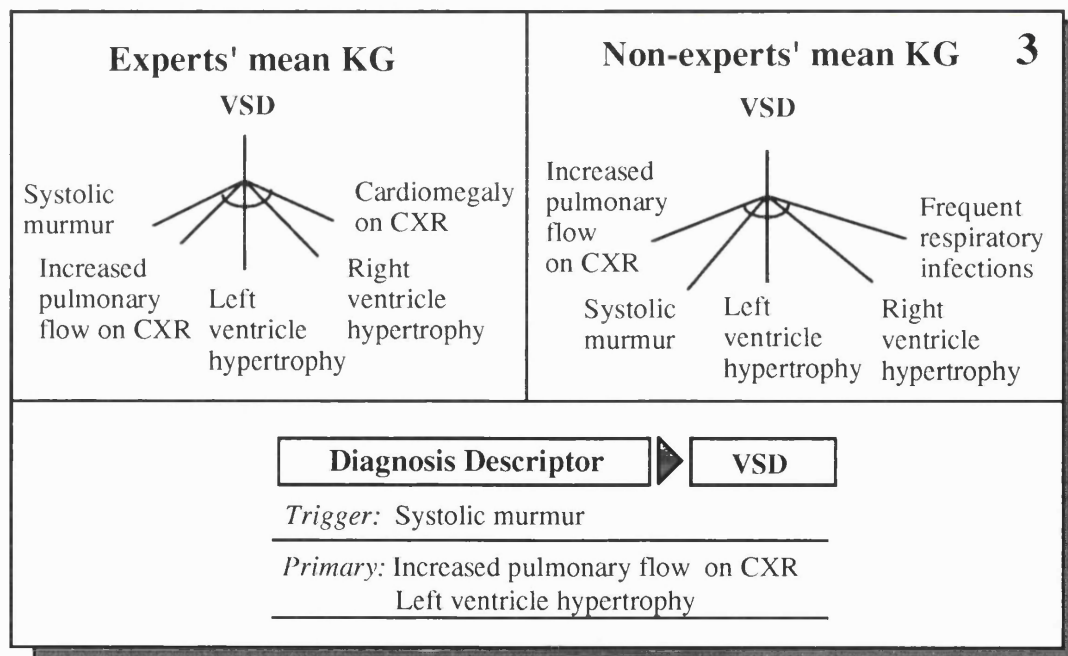 Experts' mean KG
VSD
Systolic
murmur
Increased
pulmonary
flow on CXR
Left
ventricle
hypertrophy
Right
ventricle
hypertrophy
Cardiomegaly
on CXR
Non-experts' mean KG
3
VSD
Increased
pulmonary
flow
on CXR
Systolic
murmur
Left
ventricle
hypertrophy
Right
ventricle
hypertrophy
Frequent
respiratory
infections
Diagnosis Descriptor
VSD
Trigger: Systolic murmur
Primary: Increased pulmonary flow on CXR
Left ventricle hypertrophy